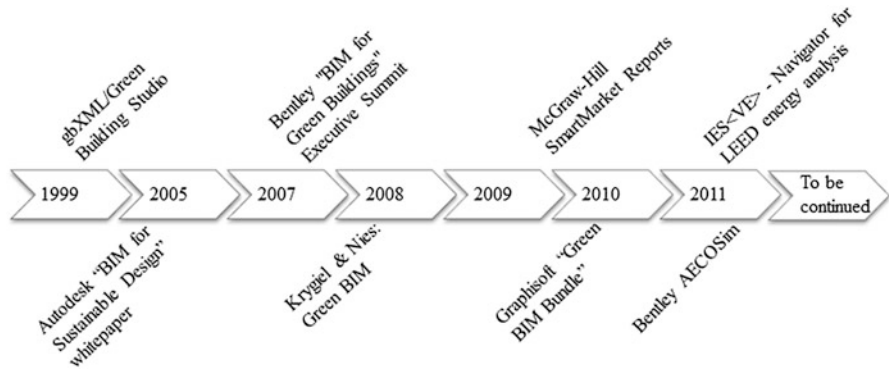 gbXML/Green
Building Studio
Bentley "BIM for
Green Buildings"
Executive Summit
McGraw-Hill
SmartMarket Reports
IES<VE> - Navigator for
LEED energy analysis
1999
2005
2007
2008
2009
2010
2011
To be
continued
Autodesk “BIM for
Sustainable Design”
whitepaper
Krygiel & Nies:
Green BIM
Graphisoft “Green
BIM Bundle”
Bentley AECOSim